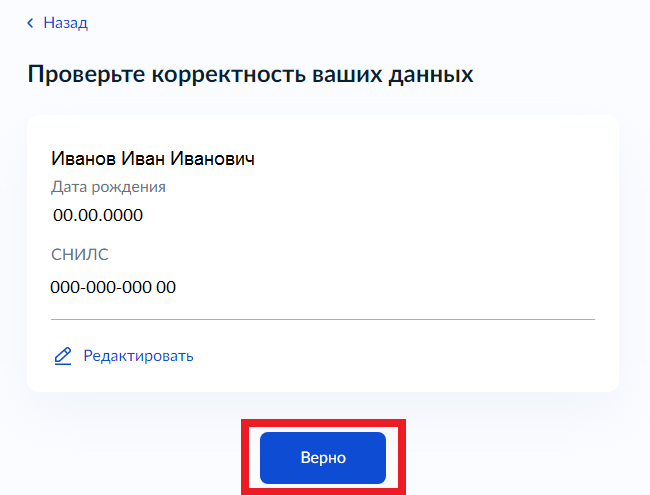 Назад
Проверьте корректность ваших данных
Иванов Иван Иванович
Дата рождения
00.00.0000
СНИЛС
000-000-000 00
Редактировать
Верно